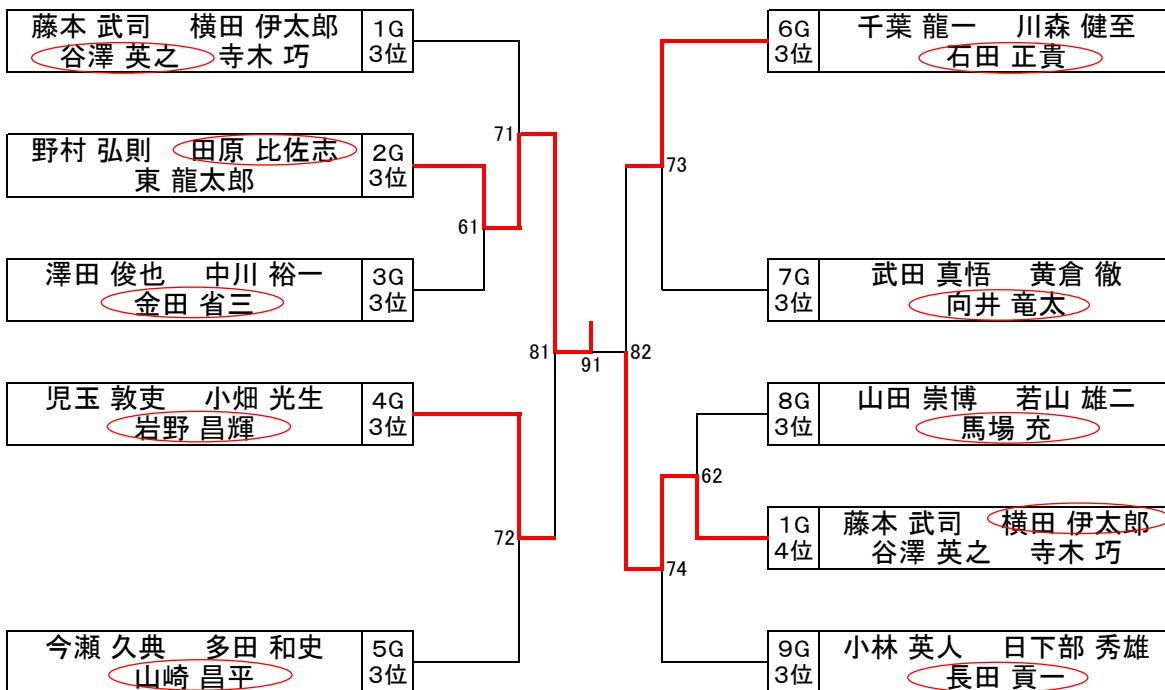 藤本 武司 横田 伊太郎 1G
谷澤 英之 寺木 巧 3位
野村 弘則 田原 比佐志 2G
東 龍太郎 3位
澤田 俊也 中川 裕一 3G
金田 省三 3位
児玉 敦吏 小畑 光生 4G
岩野 昌輝 3位
今瀬 久典 多田 和史 5G
山崎 昌平 3位
71
61
81
72
91
82
73
62
74
6G 千葉 龍一 川森 健至
3位 石田 正貴
7G 武田 真悟 黄倉 徹
3位 向井 竜太
8G 山田 崇博 若山 雄二
3位 馬場 充
1G 藤本 武司 横田 伊太郎
4位 谷澤 英之 寺木 巧
9G 小林 英人 日下部 秀雄
3位 長田 貢一